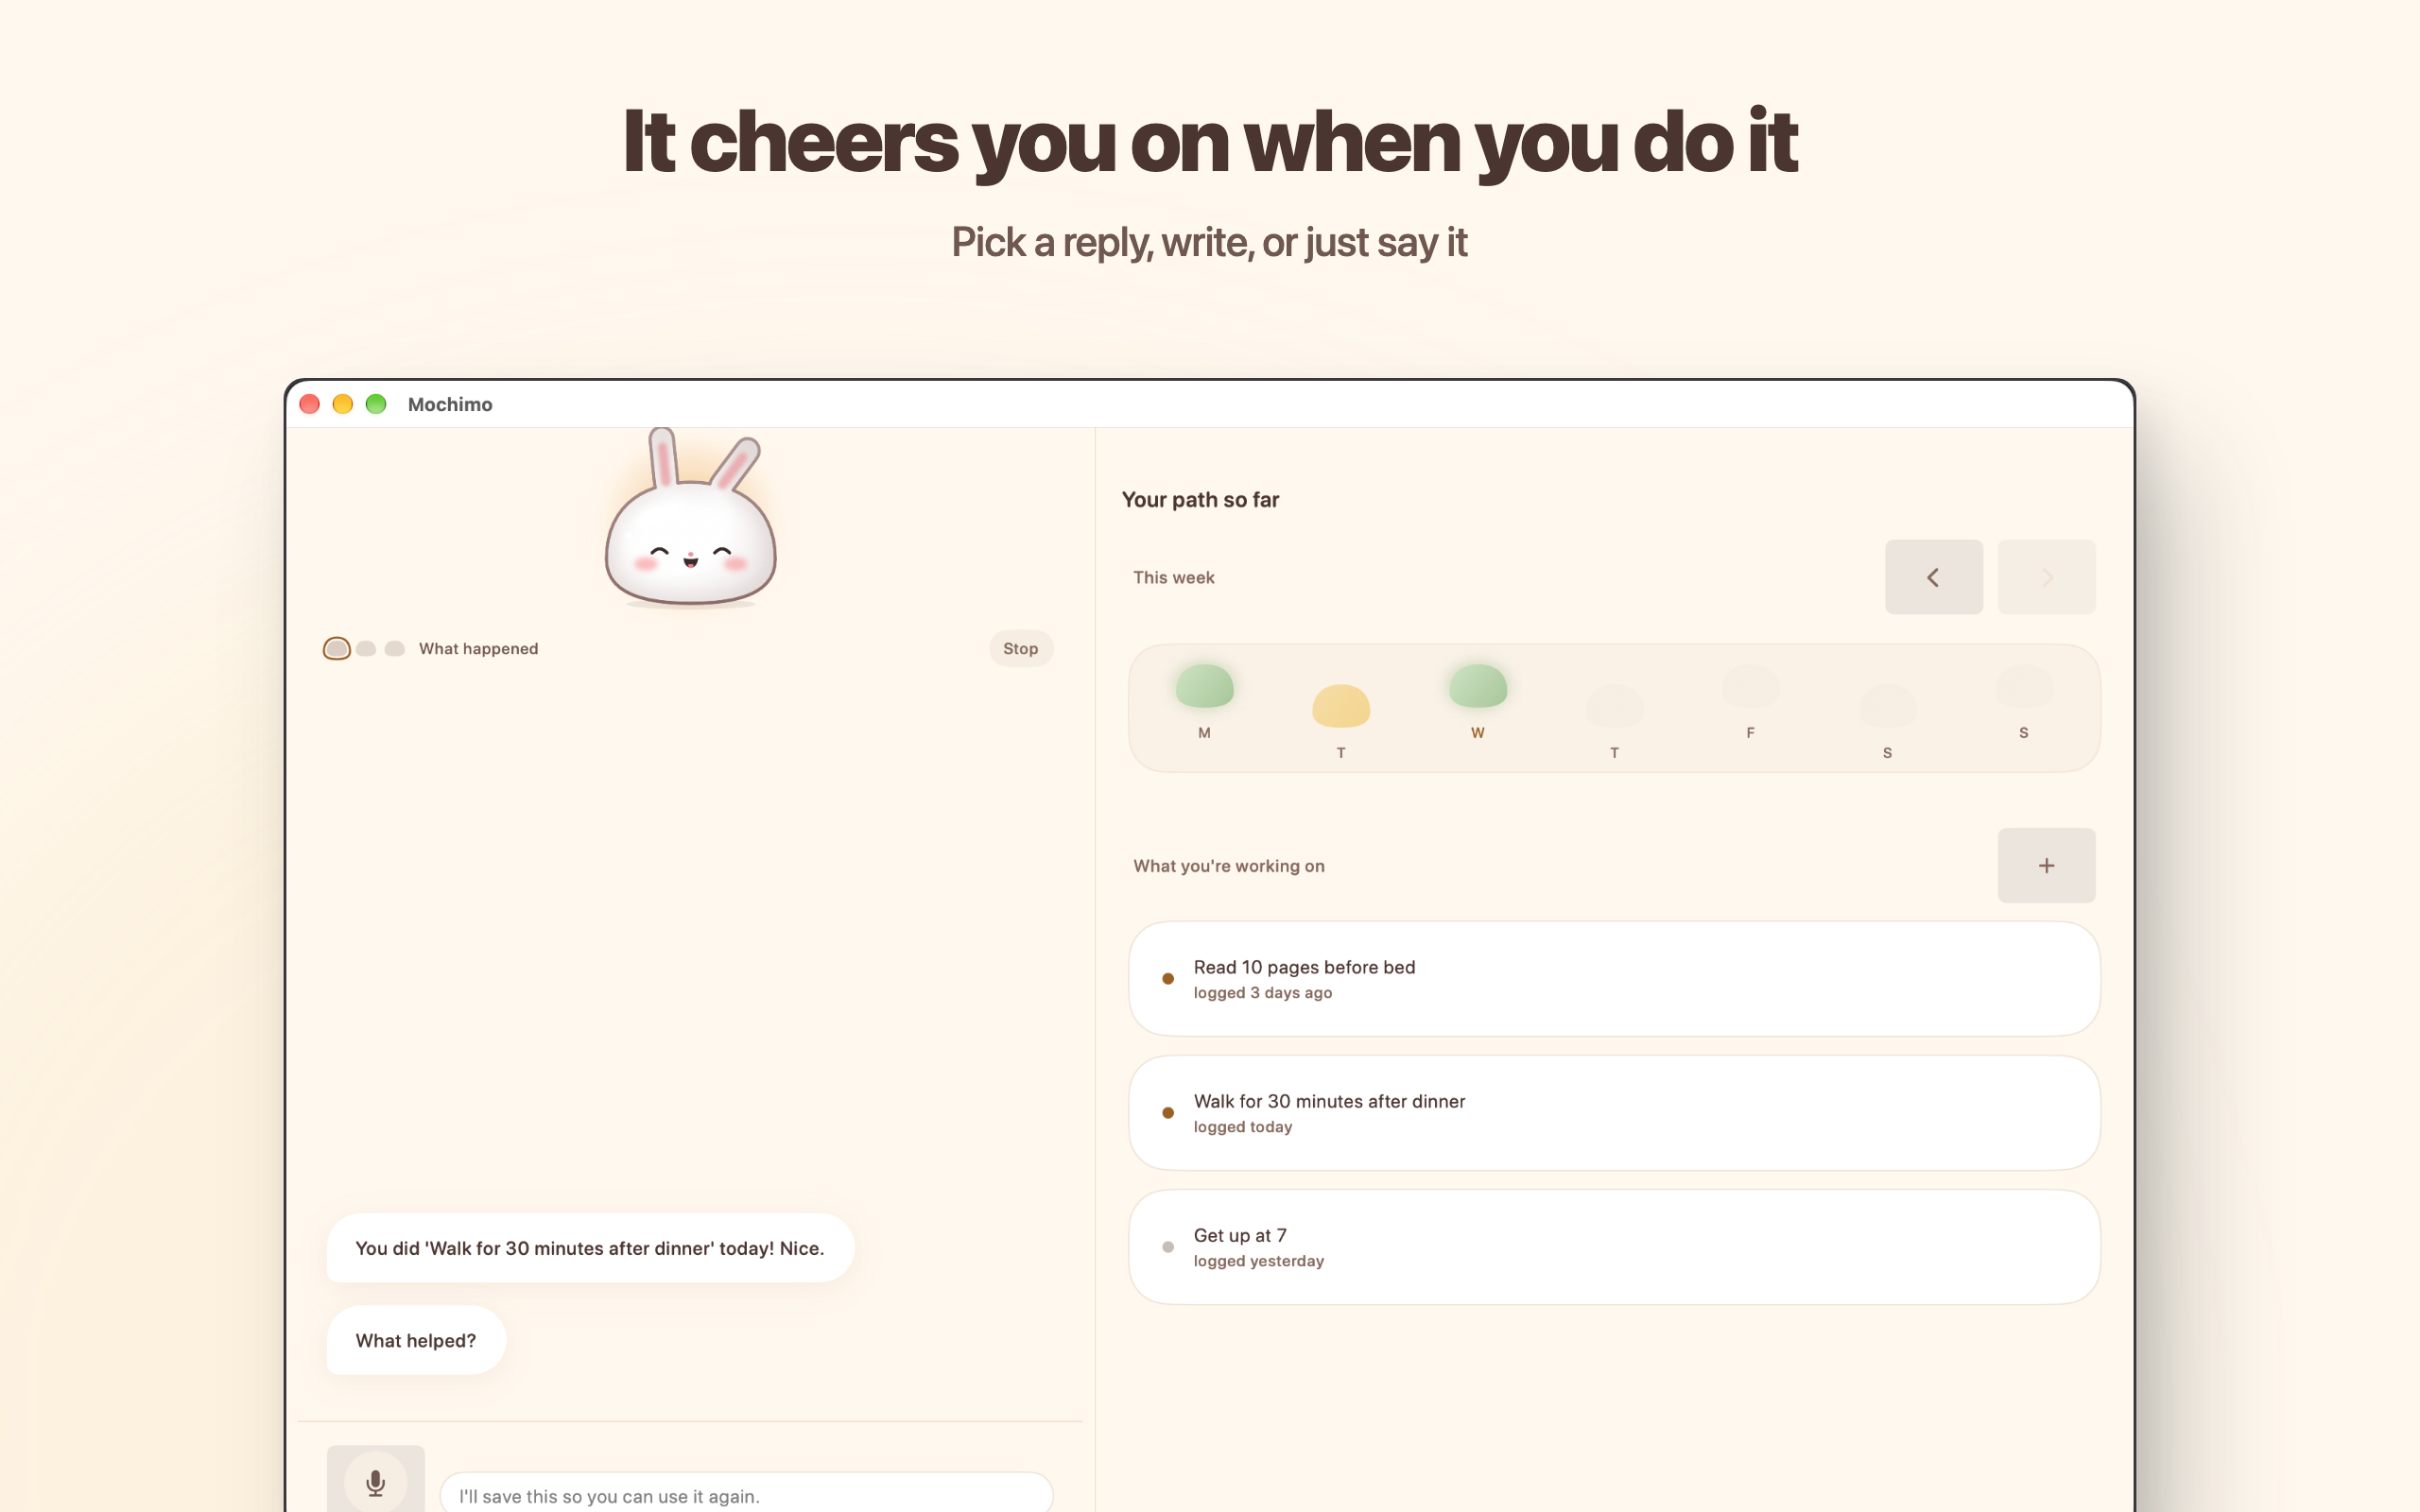 It cheers you on when you do it
Pick a reply, write, or just say it
Mochimo
What happened
Stop
You did 'Walk for 30 minutes after dinner' today! Nice.
What helped?
I'll save this so you can use it again.
Your path so far
This week
M
T
W
T
F
S
S
What you're working on
Read 10 pages before bed
logged 3 days ago
Walk for 30 minutes after dinner
logged today
Get up at 7
logged yesterday